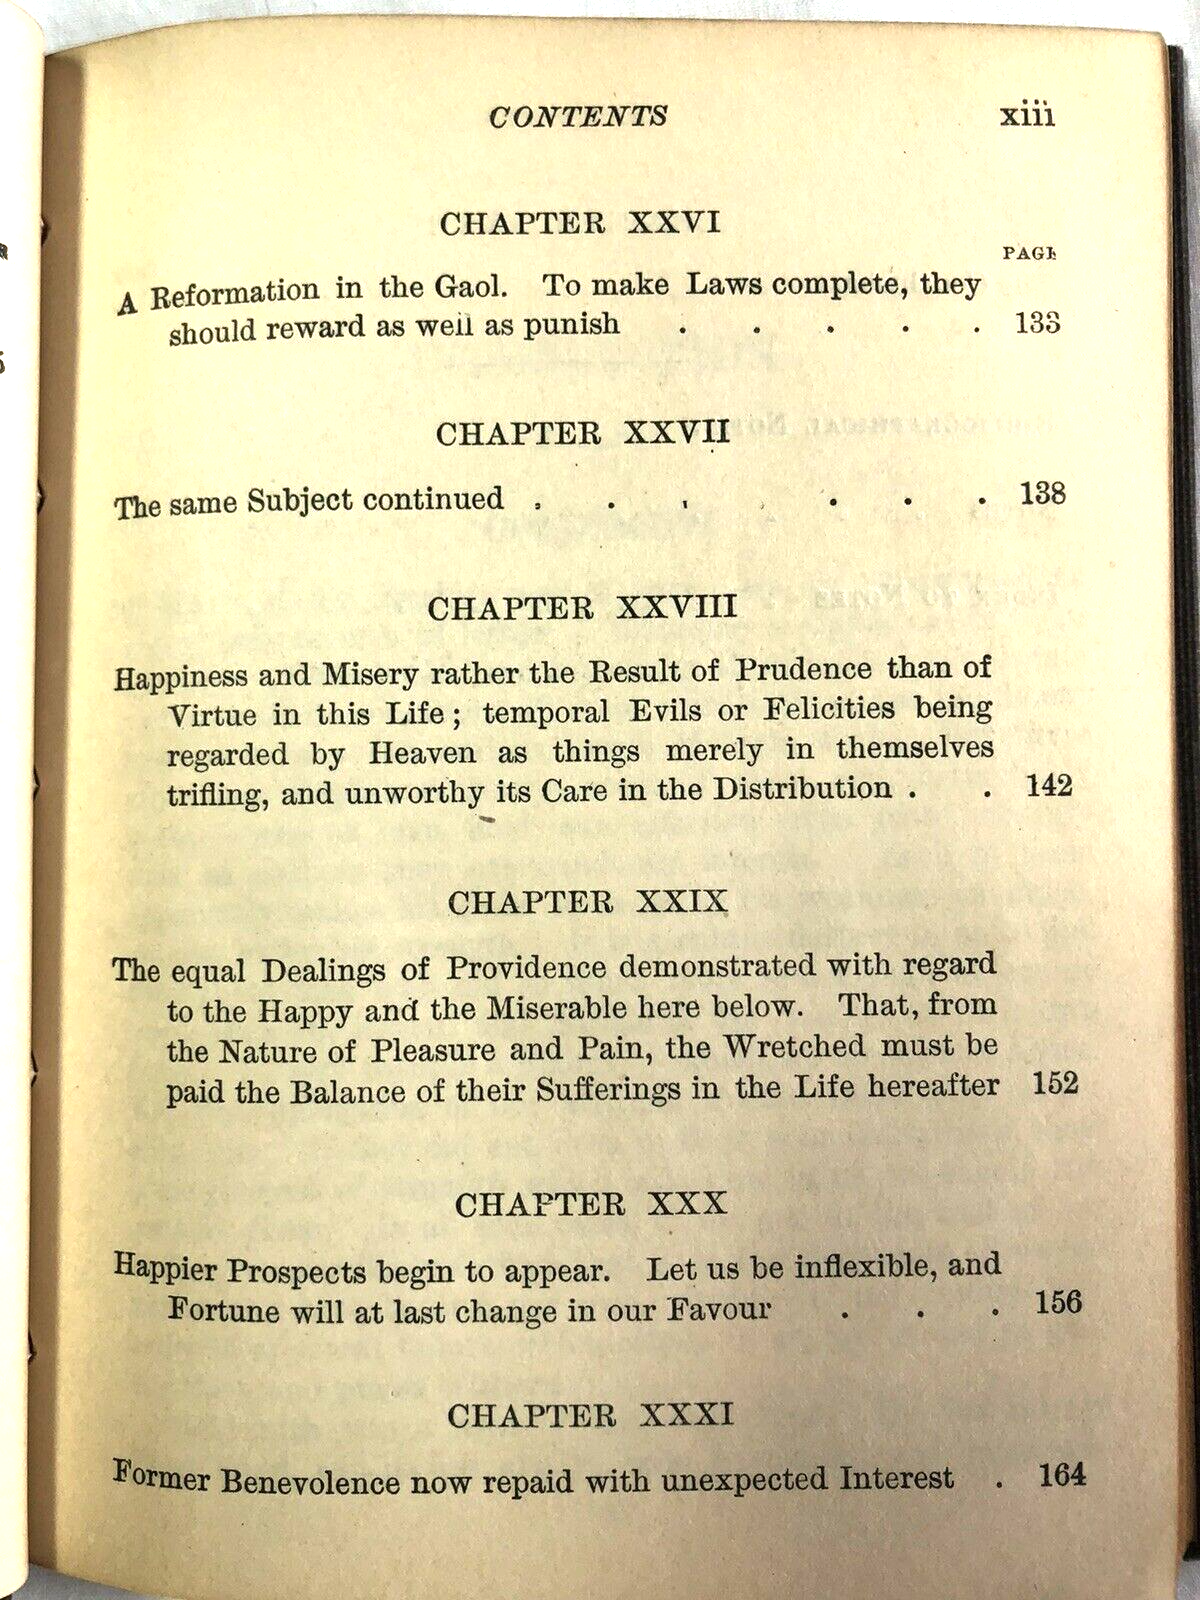 CONTENTS xiii
CHAPTER XXVI
PAGE
A Reformation in the Gaol. To make Laws complete, they
should reward as well as punish . . . . . 133
CHAPTER XXVII
The same Subject continued . . . . . . . 138
CHAPTER XXVIII
Happiness and Misery rather the Result of Prudence than of
Virtue in this Life; temporal Evils or Felicities being
regarded by Heaven as things merely in themselves
trifling, and unworthy its Care in the Distribution . . 142
CHAPTER XXIX
The equal Dealings of Providence demonstrated with regard
to the Happy and the Miserable here below. That, from
the Nature of Pleasure and Pain, the Wretched must be
paid the Balance of their Sufferings in the Life hereafter 152
CHAPTER XXX
Happier Prospects begin to appear. Let us be inflexible, and
Fortune will at last change in our Favour . . . 156
CHAPTER XXXI
Former Benevolence now repaid with unexpected Interest . 164